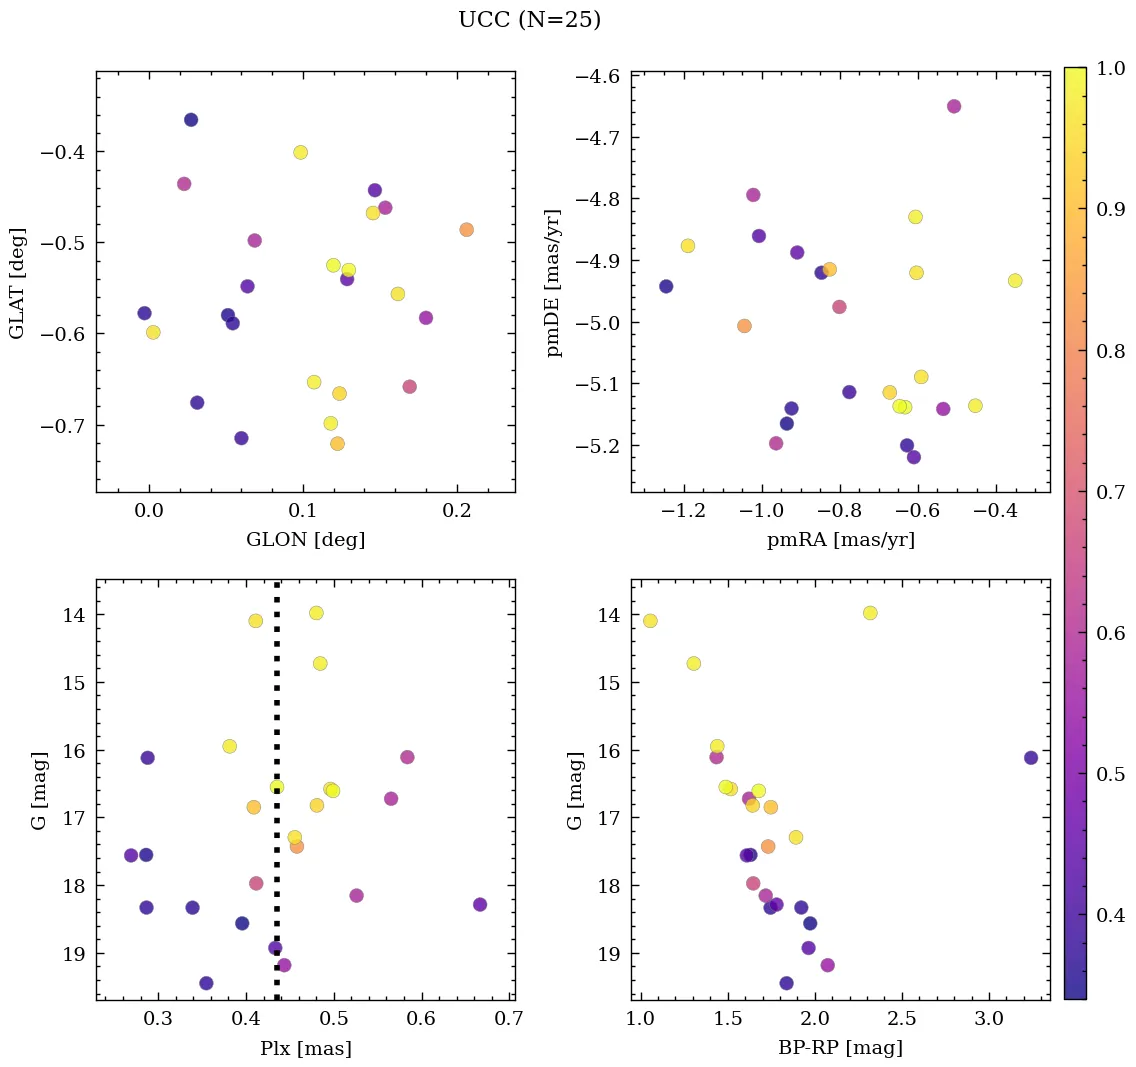 UCC (N=25)
−0.4
−0.5
−0.6
−0.7
GLAT [deg]
0.0 0.1 0.2
GLON [deg]
−4.6
−4.7
−4.8
−4.9
−5.0
−5.1
−5.2
pmDE [mas/yr]
−1.2 −1.0 −0.8 −0.6 −0.4
pmRA [mas/yr]
14
15
16
17
18
19
G [mag]
0.3 0.4 0.5 0.6 0.7
Plx [mas]
14
15
16
17
18
19
G [mag]
1.0 1.5 2.0 2.5 3.0
BP-RP [mag]
1.0
0.9
0.8
0.7
0.6
0.5
0.4